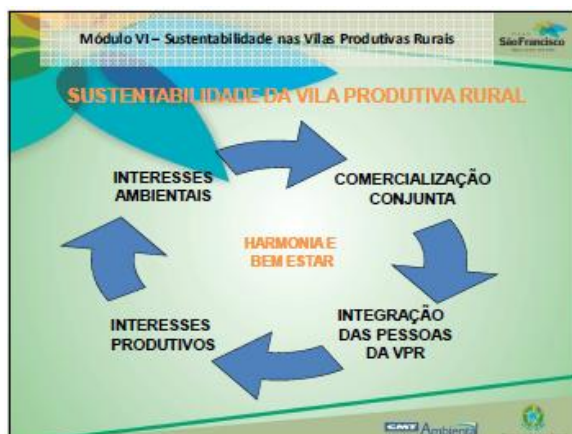 Módulo VI – Sustentabilidade nas Vilas Produtivas Rurais
São Francisco
SUSTENTABILIDADE DA VILA PRODUTIVA RURAL
INTERESSES
AMBIENTAIS
COMERCIALIZAÇÃO
CONJUNTA
HARMONIA E
BEM ESTAR
INTERESSES
PRODUTIVOS
INTEGRAÇÃO
DAS PESSOAS
DA VPR
CMT Ambiental